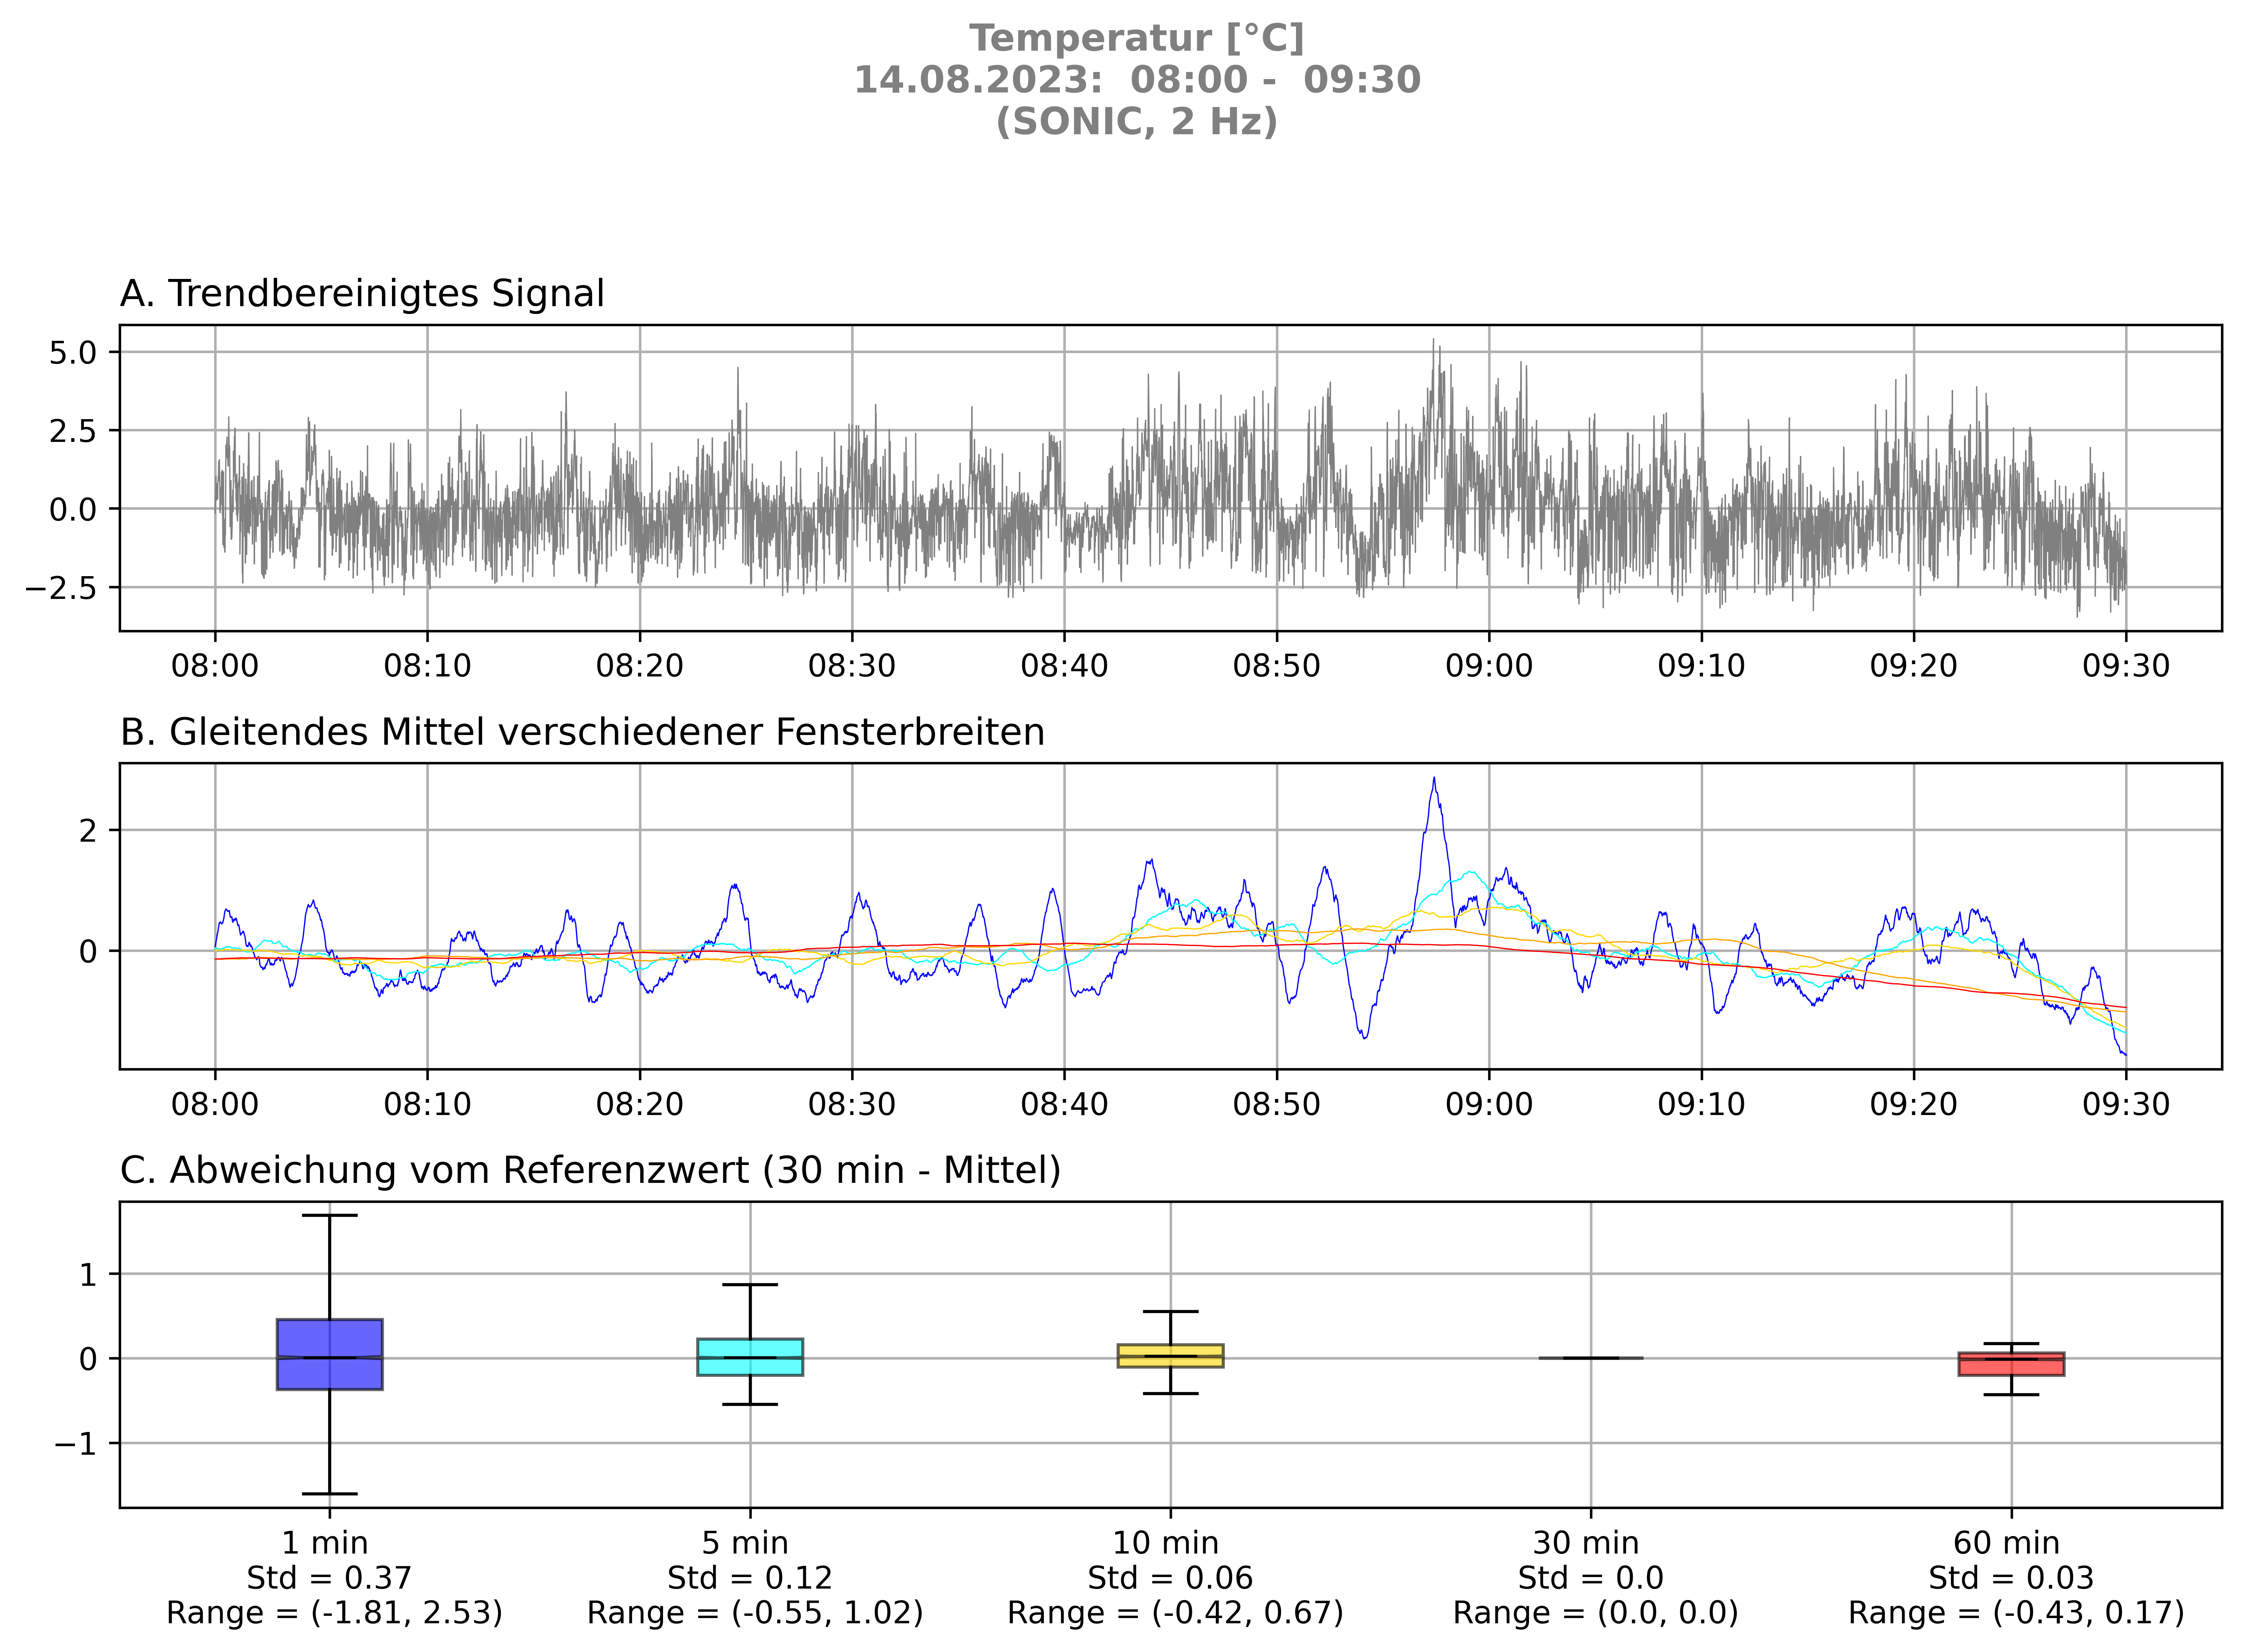 Temperatur [°C]
14.08.2023:  08:00 -  09:30
(SONIC, 2 Hz)
A. Trendbereinigtes Signal
5.0
2.5
0.0
−2.5
08:00 08:10 08:20 08:30 08:40 08:50 09:00 09:10 09:20 09:30
B. Gleitendes Mittel verschiedener Fensterbreiten
2
0
08:00 08:10 08:20 08:30 08:40 08:50 09:00 09:10 09:20 09:30
C. Abweichung vom Referenzwert (30 min - Mittel)
1
0
−1
1 min 5 min 10 min 30 min 60 min
Std = 0.37 Std = 0.12 Std = 0.06 Std = 0.0 Std = 0.03
Range = (-1.81, 2.53) Range = (-0.55, 1.02) Range = (-0.42, 0.67) Range = (0.0, 0.0) Range = (-0.43, 0.17)